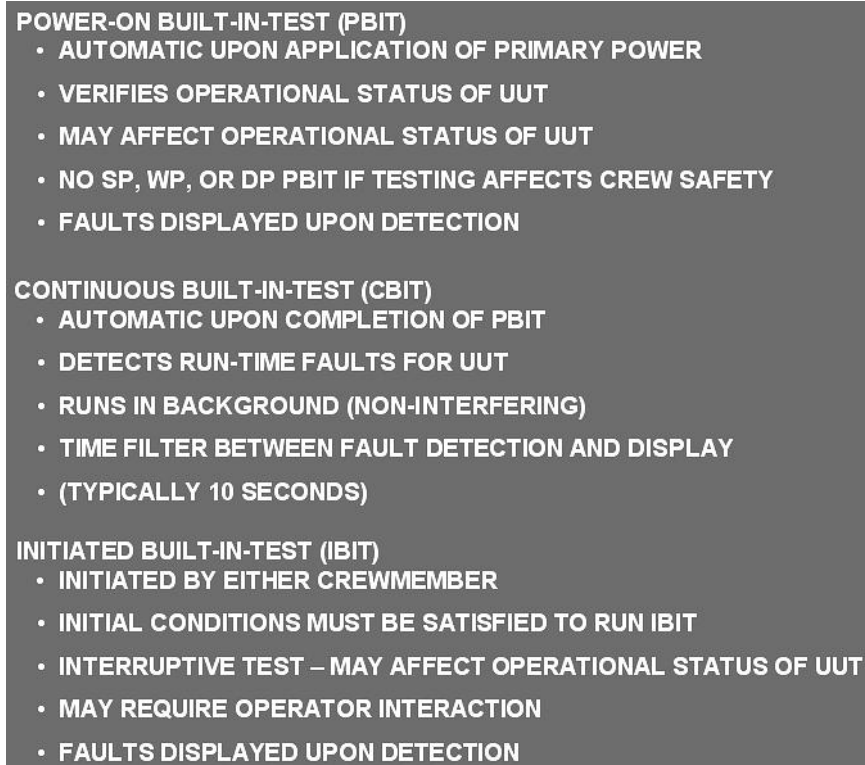 POWER-ON BUILT-IN-TEST (PBIT)
• AUTOMATIC UPON APPLICATION OF PRIMARY POWER
• VERIFIES OPERATIONAL STATUS OF UUT
• MAY AFFECT OPERATIONAL STATUS OF UUT
• NO SP, WP, OR DP PBIT IF TESTING AFFECTS CREW SAFETY
• FAULTS DISPLAYED UPON DETECTION
CONTINUOUS BUILT-IN-TEST (CBIT)
• AUTOMATIC UPON COMPLETION OF PBIT
• DETECTS RUN-TIME FAULTS FOR UUT
• RUNS IN BACKGROUND (NON-INTERFERING)
• TIME FILTER BETWEEN FAULT DETECTION AND DISPLAY
• (TYPICALLY 10 SECONDS)
INITIATED BUILT-IN-TEST (IBIT)
• INITIATED BY EITHER CREWMEMBER
• INITIAL CONDITIONS MUST BE SATISFIED TO RUN IBIT
• INTERRUPTIVE TEST – MAY AFFECT OPERATIONAL STATUS OF UUT
• MAY REQUIRE OPERATOR INTERACTION
• FAULTS DISPLAYED UPON DETECTION